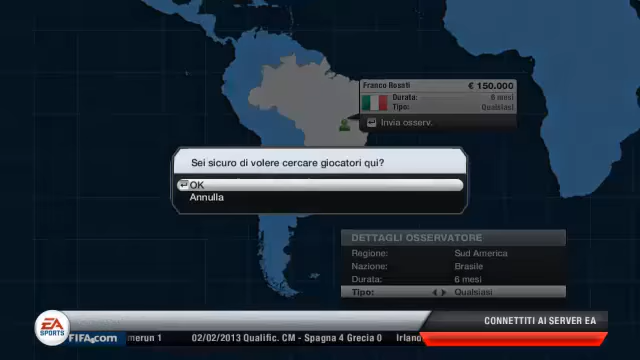 Franco Rosati € 150.000
Durata: 6 mesi
Tipo: Qualsiasi
Invia osserv.
Sei sicuro di volere cercare giocatori qui?
OK
Annulla
DETTAGLI OSSERVATORE
Regione: Sud America
Nazione: Brasile
Durata: 6 mesi
Tipo: Qualsiasi
EA SPORTS
CONNETTITI AI SERVER EA
FIFA.com merun 1 02/02/2013 Qualific. CM - Spagna 4 Grecia 0 Irland